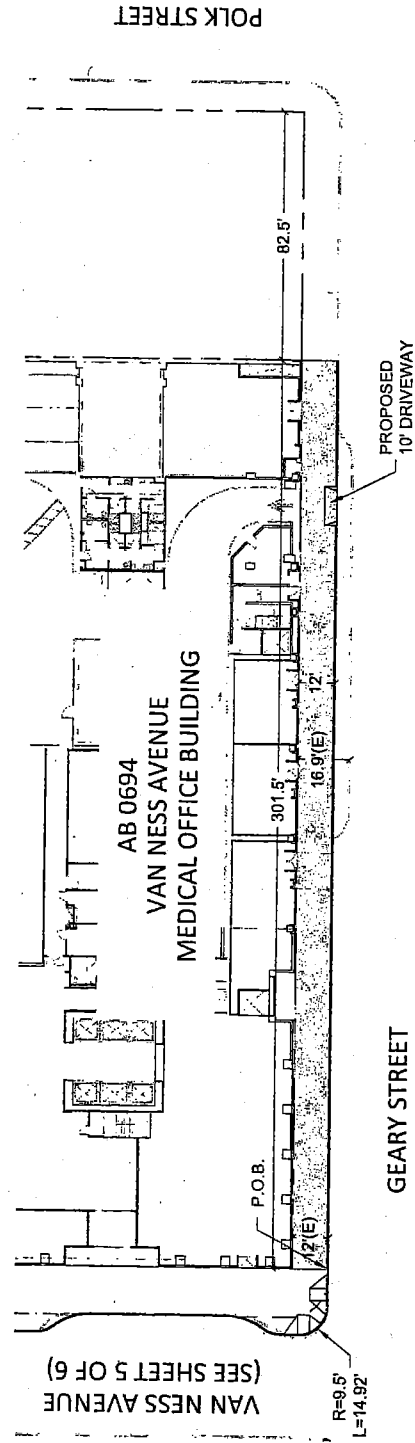 POLK STREET
82.5'
PROPOSED
10' DRIVEWAY
AB 0694
VAN NESS AVENUE
MEDICAL OFFICE BUILDING
301.5'
12'
16.9'(E)
P.O.B.
12'(E)
GEARY STREET
VAN NESS AVENUE
(SEE SHEET 5 OF 6)
R=9.5'
L=14.92'